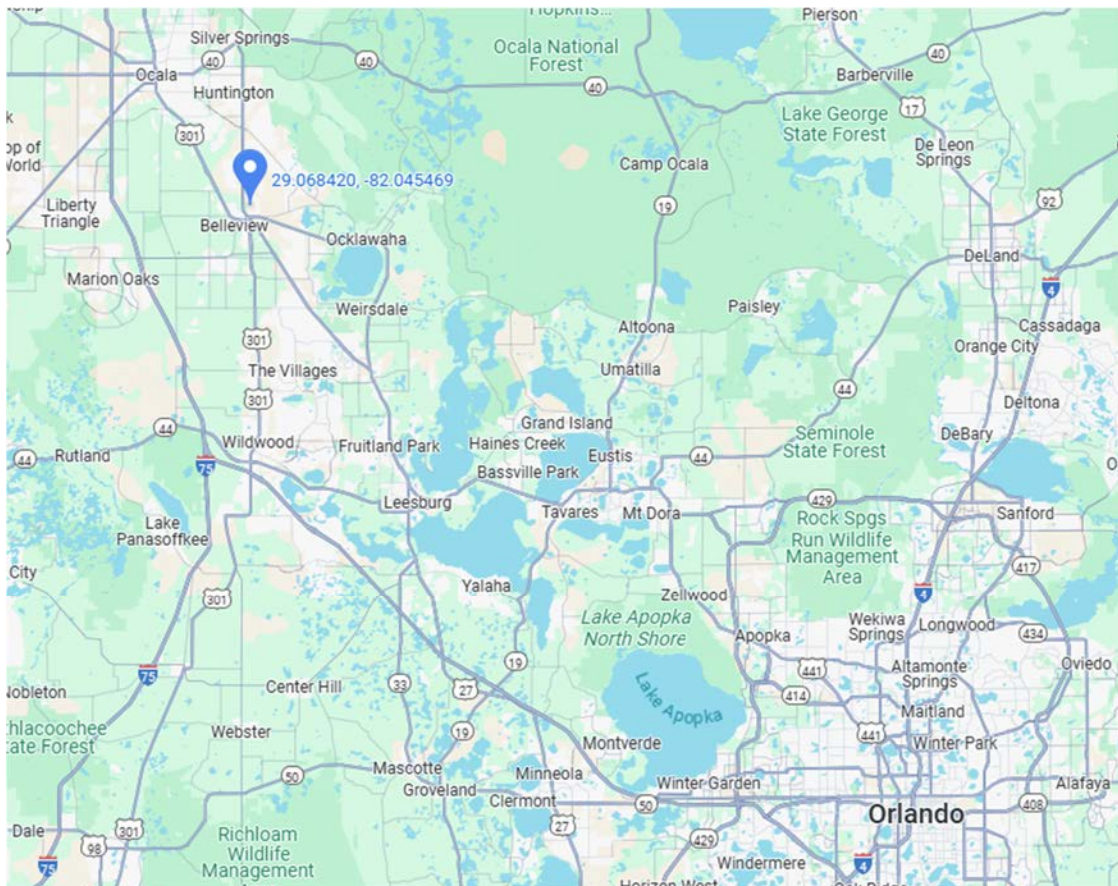 Hopkins...
Pierson
Silver Springs
Ocala National
Forest
40
40
40
40
Ocala
Barberville
Huntington
17
Lake George
State Forest
301
De Leon
Springs
Camp Ocala
29.068420, -82.045469
Liberty
Triangle
19
92
Belleview
Ocklawaha
DeLand
Marion Oaks
4
Weirsdale
Paisley
Altoona
Cassadaga
301
Orange City
The Villages
Umatilla
44
301
Deltona
Grand Island
44
Wildwood
Fruitland Park
Haines Creek
Seminole
State Forest
DeBary
44
Rutland
75
Eustis
44
Bassville Park
Leesburg
429
Lake
Panasoffkee
Tavares
Mt Dora
Rock Spgs
Run Wildlife
Management
Area
Sanford
City
417
Yalaha
301
Zellwood
4
Lake Apopka
North Shore
Wekiwa
Springs
Longwood
434
Apopka
19
Oviedo
75
Center Hill
33
27
441
Altamonte
Springs
Lake Apopka
414
Maitland
Webster
19
441
Winter Park
Montverde
50
Mascotte
Minneola
Winter Garden
Alafaya
Groveland
Clermont
50
408
Orlando
Dale
301
98
27
429
Richloam
Wildlife
Management
75
Windermere
4
Horizon West
Oak Ridge